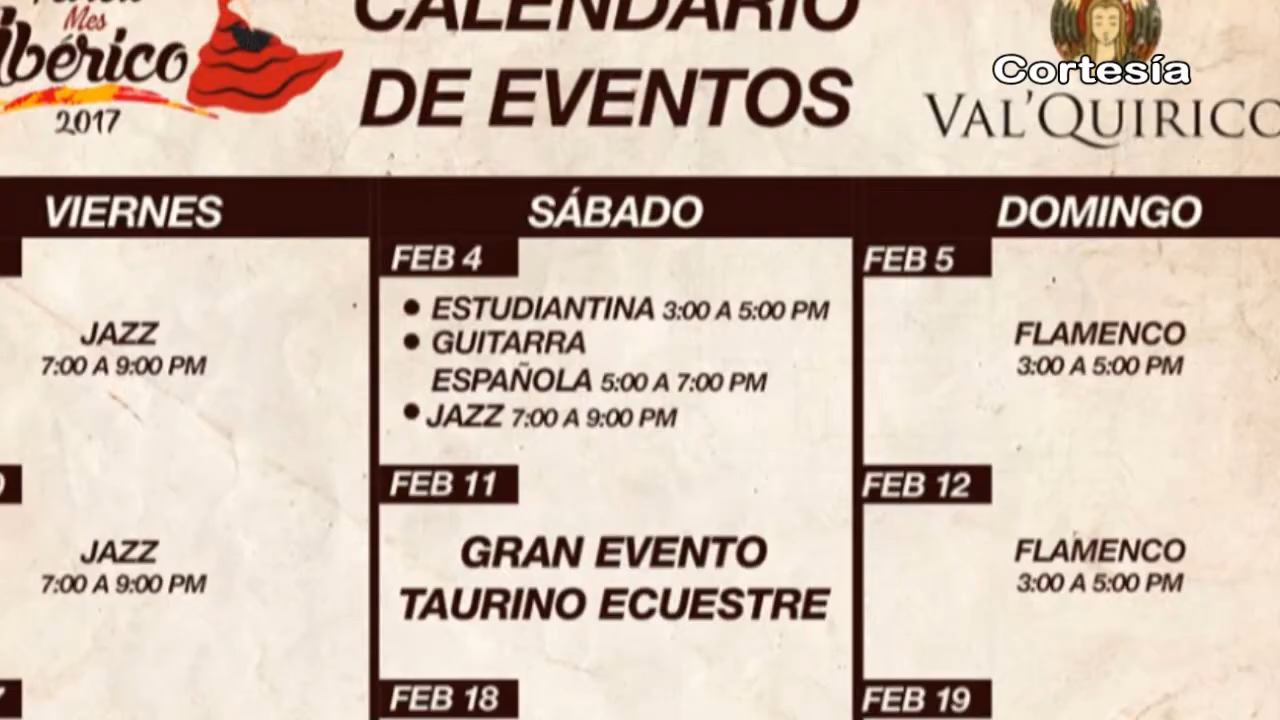 Mes
Ibérico
2017
CALENDARIO
DE EVENTOS
Cortesía
VAL'QUIRICO
VIERNES
SÁBADO
DOMINGO
JAZZ
7:00 A 9:00 PM
FEB 4
• ESTUDIANTINA 3:00 A 5:00 PM
• GUITARRA
ESPAÑOLA 5:00 A 7:00 PM
• JAZZ 7:00 A 9:00 PM
FEB 5
FLAMENCO
3:00 A 5:00 PM
JAZZ
7:00 A 9:00 PM
FEB 11
GRAN EVENTO
TAURINO ECUESTRE
FEB 12
FLAMENCO
3:00 A 5:00 PM
FEB 18
FEB 19